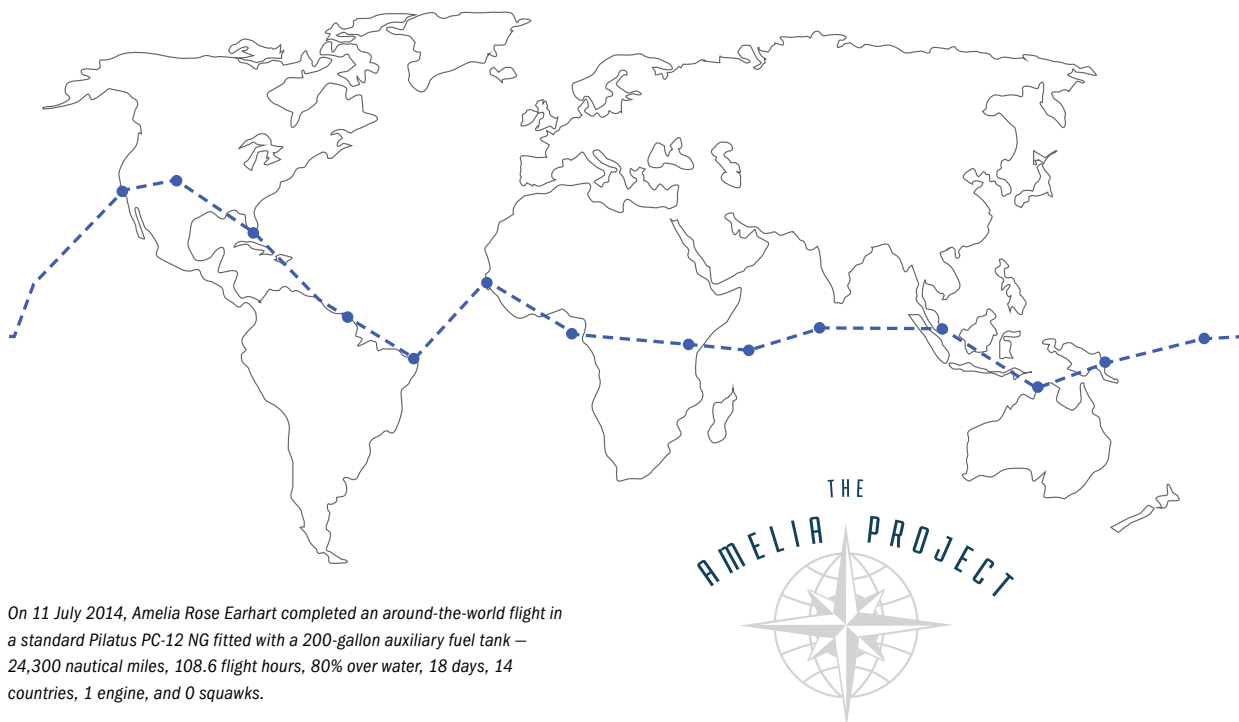 THE
AMELIA PROJECT
On 11 July 2014, Amelia Rose Earhart completed an around-the-world flight in
a standard Pilatus PC-12 NG fitted with a 200-gallon auxiliary fuel tank —
24,300 nautical miles, 108.6 flight hours, 80% over water, 18 days, 14
countries, 1 engine, and 0 squawks.